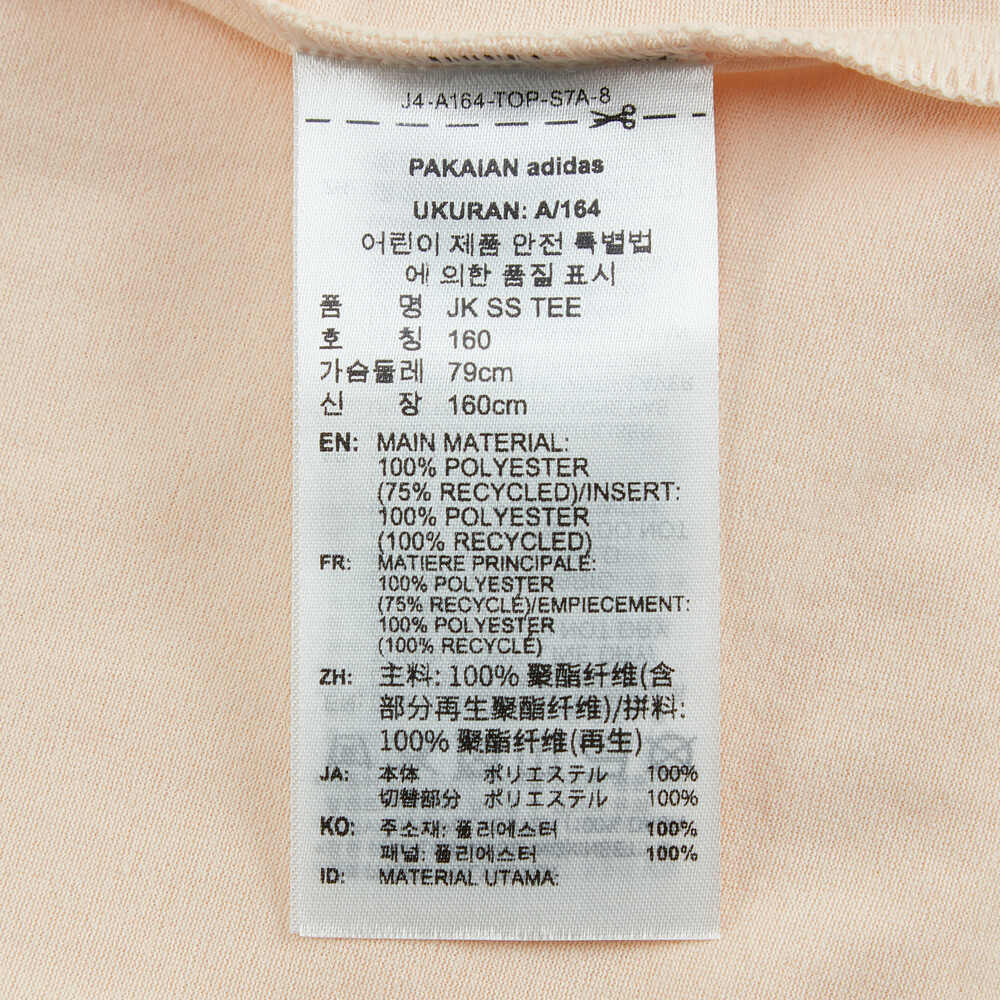 J4-A164-TOP-S7A-8
PAKAIAN adidas
UKURAN: A/164
어린이 제품 안전 특별법
에 의한 품질 표시
품 명 JK SS TEE
호 칭 160
가슴둘레 79cm
신 장 160cm
EN: MAIN MATERIAL:
100% POLYESTER
(75% RECYCLED)/INSERT:
100% POLYESTER
(100% RECYCLED)
FR: MATIERE PRINCIPALE:
100% POLYESTER
(75% RECYCLÉ)/EMPIECEMENT:
100% POLYESTER
(100% RECYCLÉ)
ZH: 主料: 100% 聚酯纤维(含
部分再生聚酯纤维)/拼料:
100% 聚酯纤维(再生)
JA: 本体 ポリエステル 100%
切替部分 ポリエステル 100%
KO: 주소재: 폴리에스터 100%
패널: 폴리에스터 100%
ID: MATERIAL UTAMA: